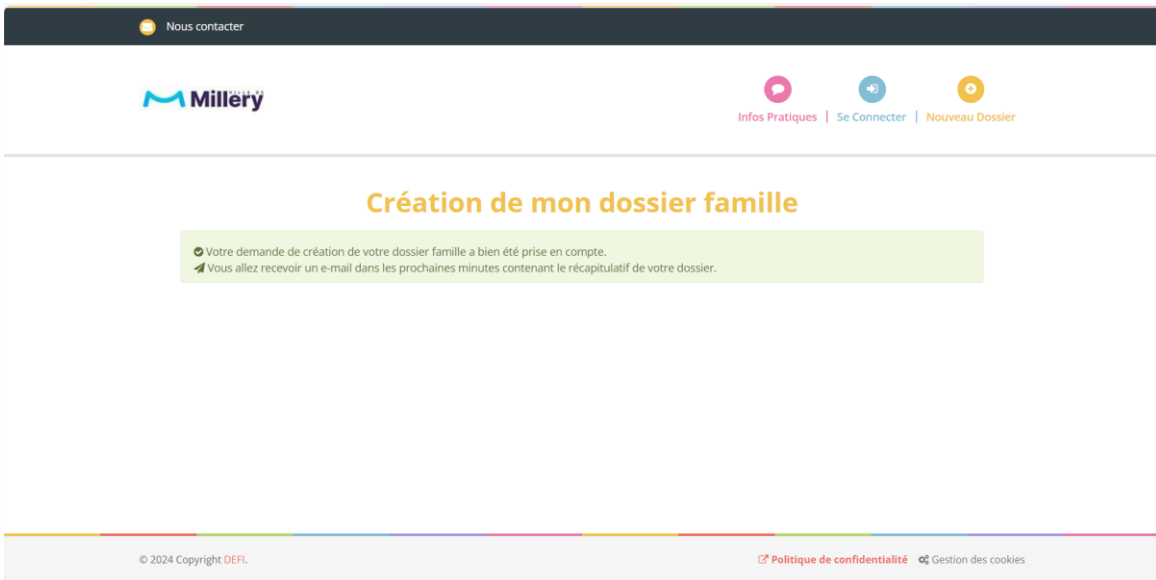 Nous contacter
VILLE DE
Millery
Infos Pratiques | Se Connecter | Nouveau Dossier
Création de mon dossier famille
Votre demande de création de votre dossier famille a bien été prise en compte.
Vous allez recevoir un e-mail dans les prochaines minutes contenant le récapitulatif de votre dossier.
© 2024 Copyright DEFI. Politique de confidentialité Gestion des cookies